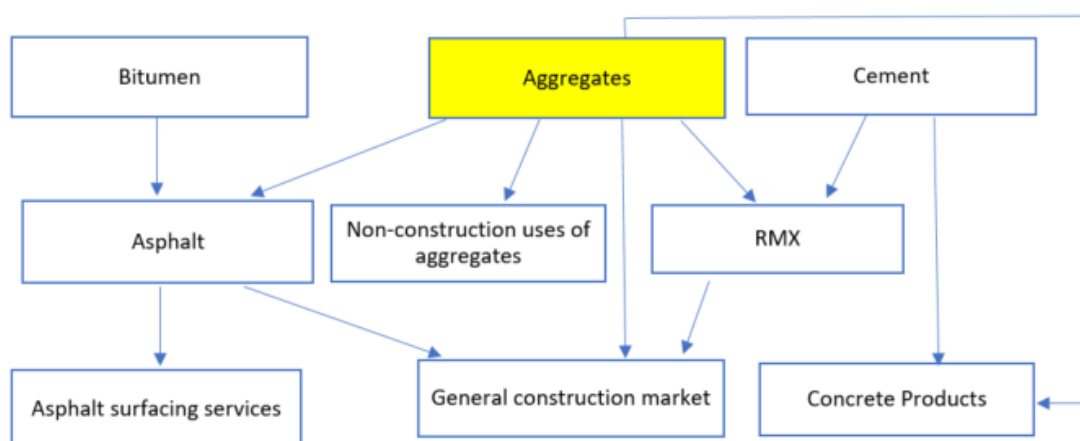 Bitumen
Aggregates
Cement
Asphalt
Non-construction uses of
aggregates
RMX
Asphalt surfacing services
General construction market
Concrete Products